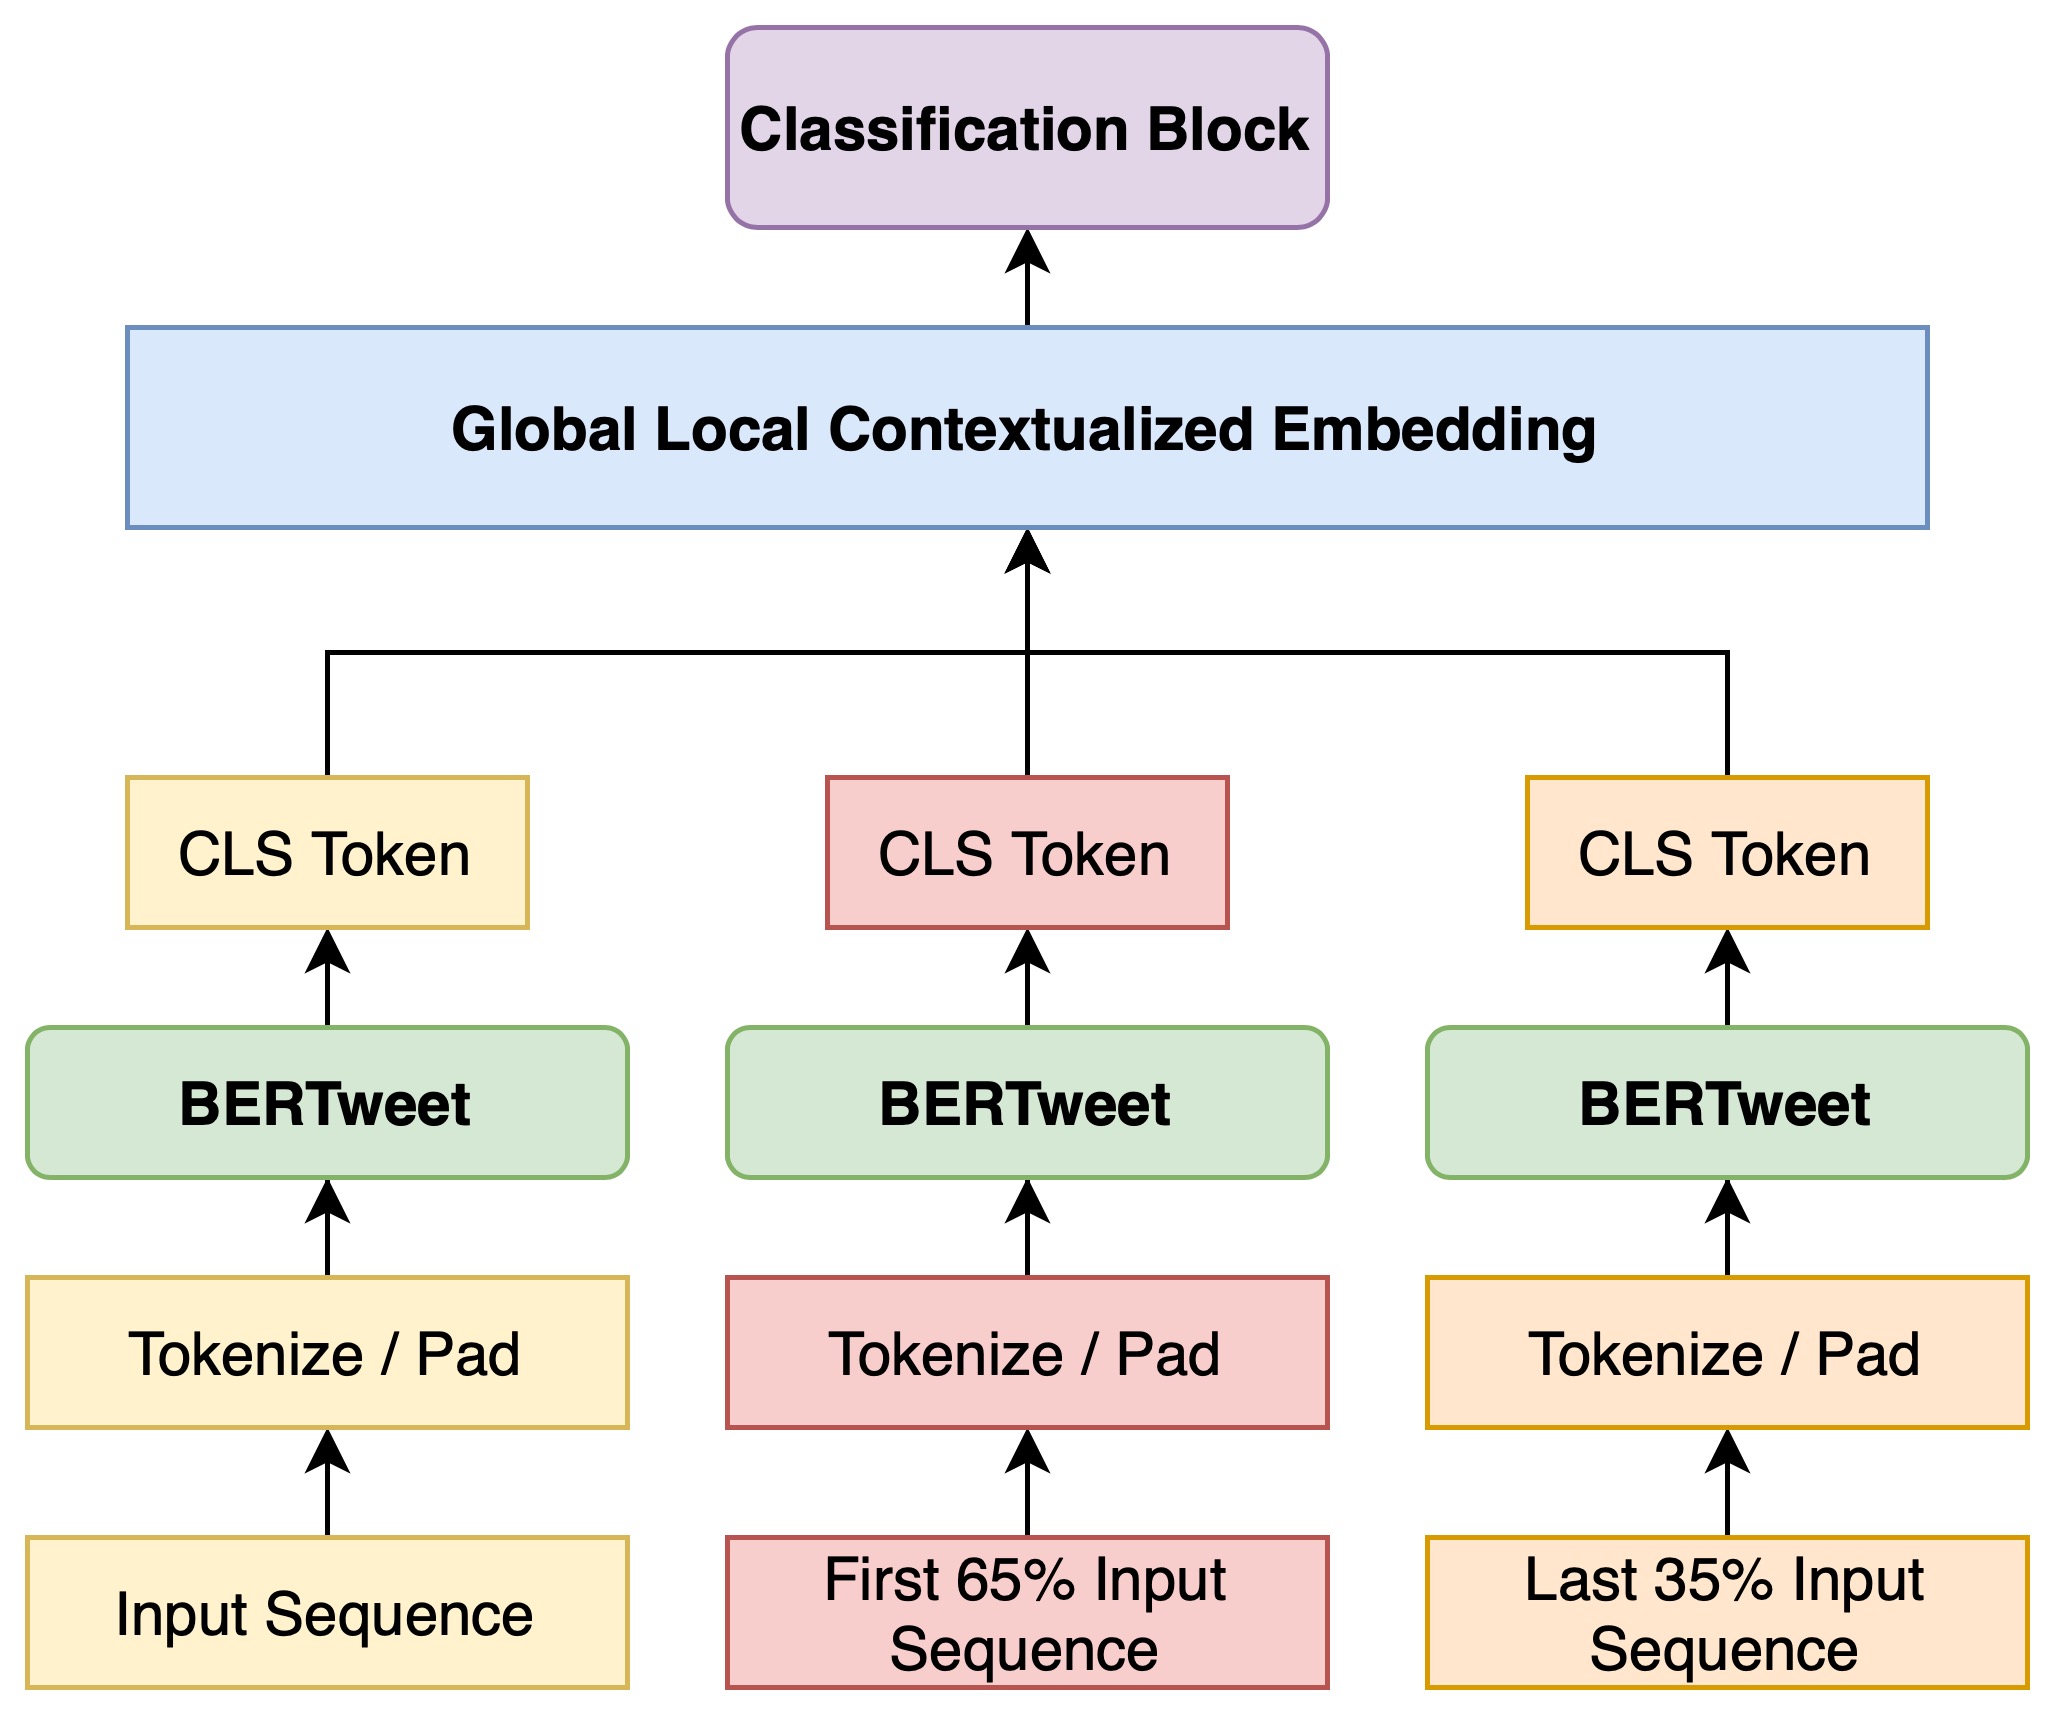 Classification Block
Global Local Contextualized Embedding
CLS Token
CLS Token
CLS Token
BERTweet
BERTweet
BERTweet
Tokenize / Pad
Tokenize / Pad
Tokenize / Pad
Input Sequence
First 65% Input
Sequence
Last 35% Input
Sequence